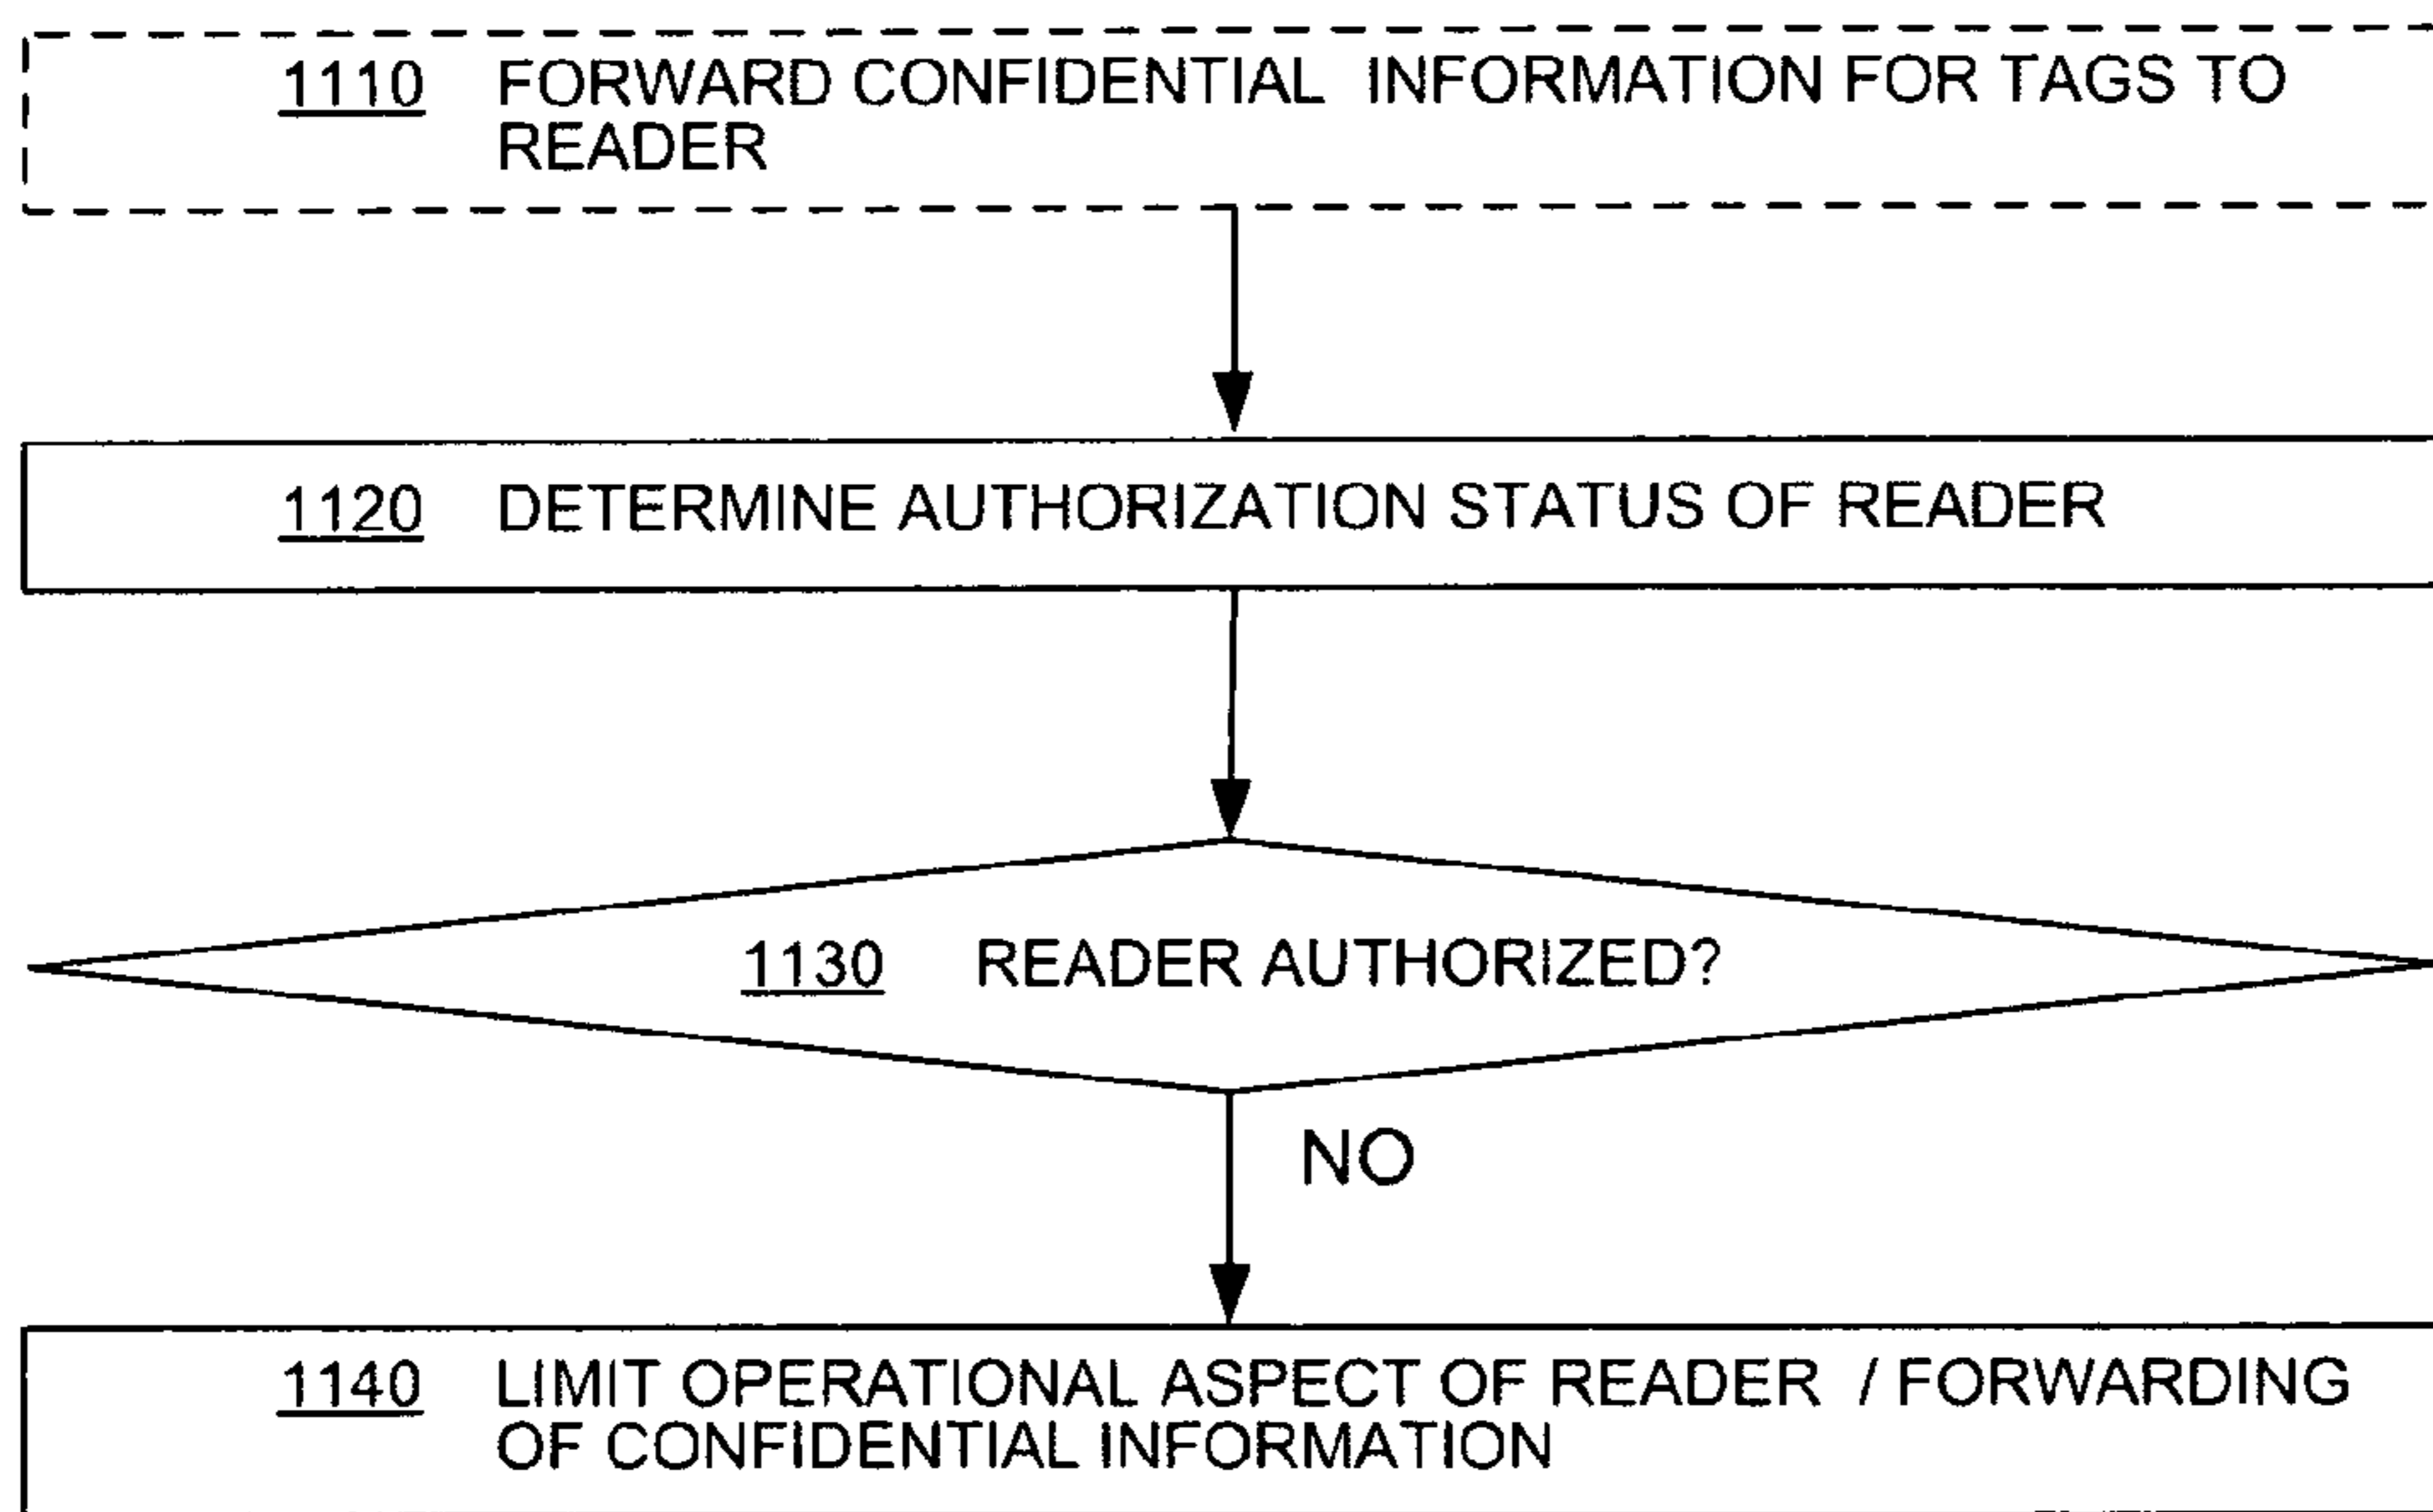 1110 FORWARD CONFIDENTIAL INFORMATION FOR TAGS TO
READER
1120 DETERMINE AUTHORIZATION STATUS OF READER
1130 READER AUTHORIZED?
NO
1140 LIMIT OPERATIONAL ASPECT OF READER / FORWARDING
OF CONFIDENTIAL INFORMATION